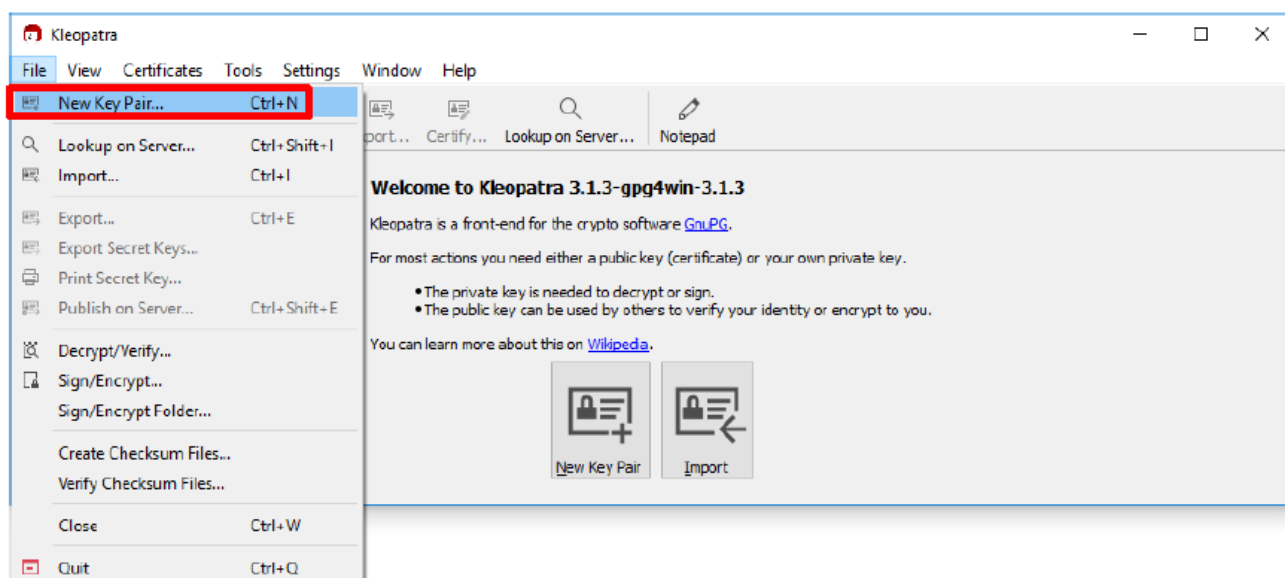 Kleopatra
File View Certificates Tools Settings Window Help
New Key Pair... Ctrl+N
Lookup on Server... Ctrl+Shift+I
Import... Ctrl+I
Export... Ctrl+E
Export Secret Keys...
Print Secret Key...
Publish on Server... Ctrl+Shift+E
Decrypt/Verify...
Sign/Encrypt...
Sign/Encrypt Folder...
Create Checksum Files...
Verify Checksum Files...
Close Ctrl+W
Quit Ctrl+Q
port... Certify... Lookup on Server... Notepad
Welcome to Kleopatra 3.1.3-gpg4win-3.1.3
Kleopatra is a front-end for the crypto software GnuPG.
For most actions you need either a public key (certificate) or your own private key.
•The private key is needed to decrypt or sign.
•The public key can be used by others to verify your identity or encrypt to you.
You can learn more about this on Wikipedia.
New Key Pair Import